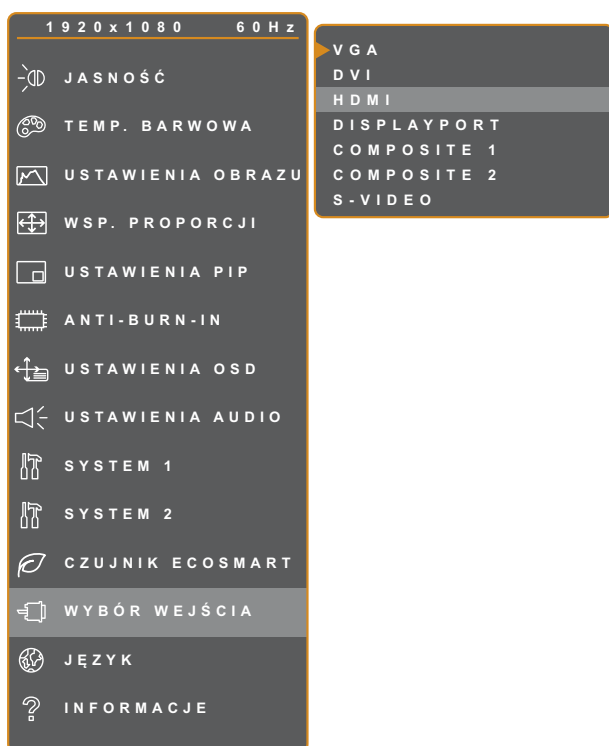 1920x1080 60Hz
JASNOŚĆ
TEMP. BARWOWA
USTAWIENIA OBRAZU
WSP. PROPORCJI
USTAWIENIA PIP
ANTI-BURN-IN
USTAWIENIA OSD
USTAWIENIA AUDIO
SYSTEM 1
SYSTEM 2
CZUJNIK ECOSMART
WYBÓR WEJŚCIA
JĘZYK
INFORMACJE
VGA
DVI
HDMI
DISPLAYPORT
COMPOSITE 1
COMPOSITE 2
S-VIDEO